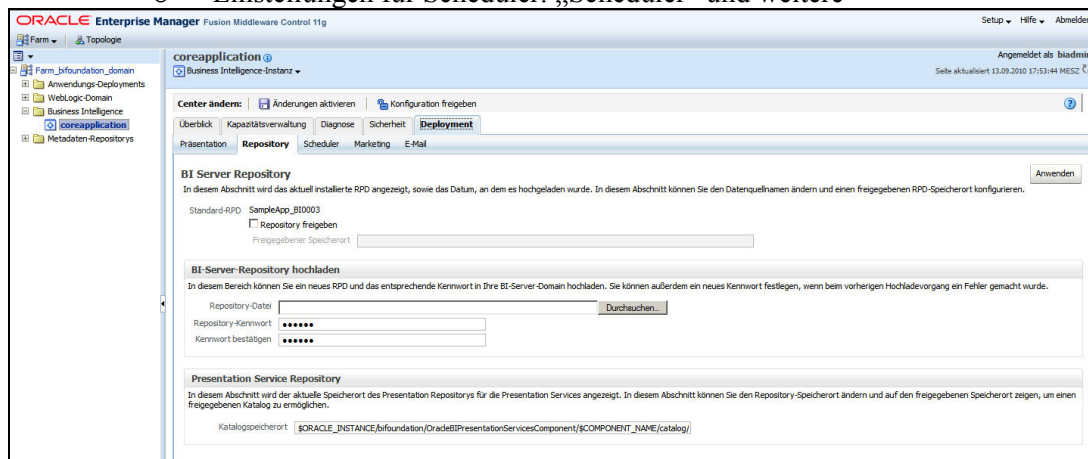 o Einstellungen für Scheduler: „Scheduler“ und weitere
ORACLE Enterprise Manager Fusion Middleware Control 11g
Setup Hilfe Abmelden
Farm Topologie
Farm_bifoundation_domain
Anwendungs-Deployments
WebLogic-Domain
Business Intelligence
coreapplication
Metadaten-Repositorys
coreapplication
Angemeldet als biadmin
Business Intelligence-Instanz
Seite aktualisiert 13.09.2010 17:53:44 MESZ
Center ändern: Änderungen aktivieren Konfiguration freigeben
Überblick Kapazitätsverwaltung Diagnose Sicherheit Deployment
Präsentation Repository Scheduler Marketing E-Mail
BI Server Repository
Anwenden
In diesem Abschnitt wird das aktuell installierte RPD angezeigt, sowie das Datum, an dem es hochgeladen wurde. In diesem Abschnitt können Sie den Datenquellnamen ändern und einen freigegebenen RPD-Speicherort konfigurieren.
Standard-RPD SampleApp_BI0003
Repository freigeben
Freigegebener Speicherort
BI-Server-Repository hochladen
In diesem Bereich können Sie ein neues RPD und das entsprechende Kennwort in Ihre BI-Server-Domain hochladen. Sie können außerdem ein neues Kennwort festlegen, wenn beim vorherigen Hochladevorgang ein Fehler gemacht wurde.
Repository-Datei Durchsuchen...
Repository-Kennwort ••••••
Kennwort bestätigen ••••••
Presentation Service Repository
In diesem Abschnitt wird der aktuelle Speicherort des Presentation Repositorys für die Presentation Services angezeigt. In diesem Abschnitt können Sie den Repository-Speicherort ändern und auf den freigegebenen Speicherort zeigen, um einen
freigegebenen Katalog zu ermöglichen.
Katalogspeicherort $ORACLE_INSTANCE/bifoundation/OracleBIPresentationServicesComponent/$COMPONENT_NAME/catalog/